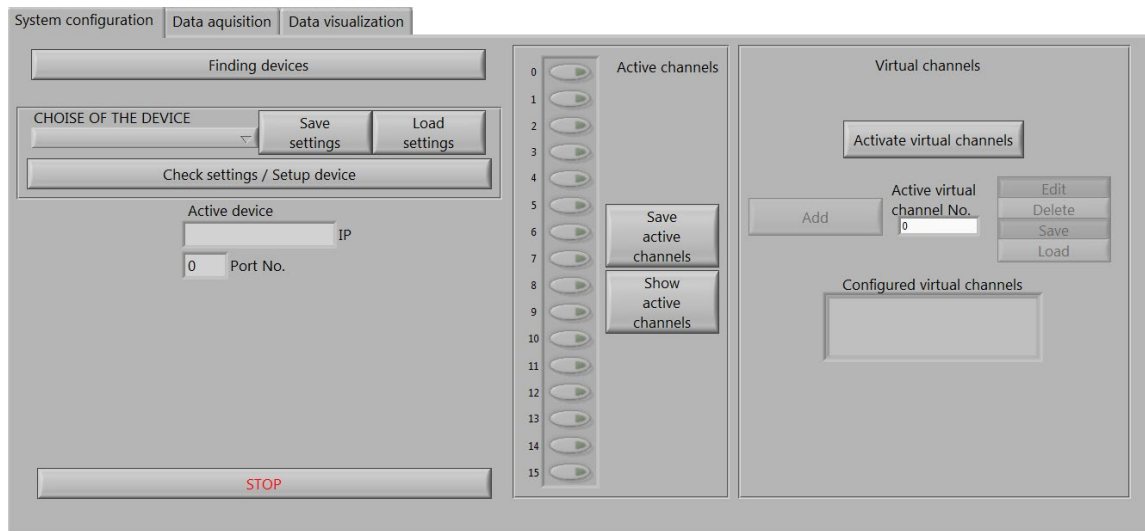 System configuration
Data aquisition
Data visualization
Finding devices
CHOISE OF THE DEVICE
Save
settings
Load
settings
Check settings / Setup device
Active device
IP
0
Port No.
STOP
Active channels
0
1
2
3
4
5
6
7
8
9
10
11
12
13
14
15
Save
active
channels
Show
active
channels
Virtual channels
Activate virtual channels
Add
Active virtual
channel No.
0
Edit
Delete
Save
Load
Configured virtual channels